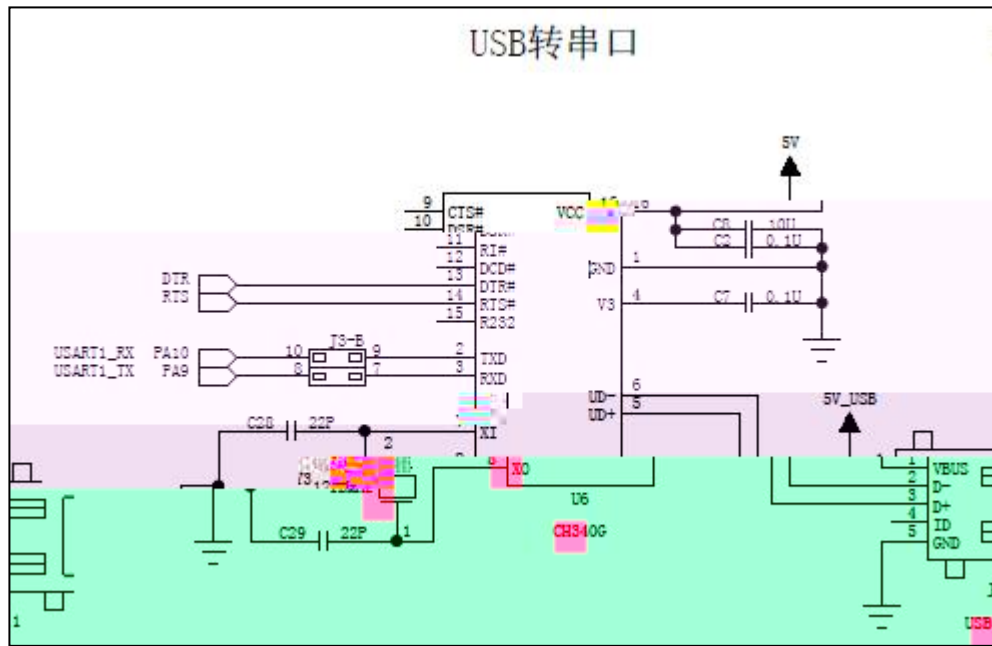 USB转串口
5V
9 CTS# VCC
10
11 RI# C2 0.1U
12 DCD# GND 1
DTR 13 DTR#
RTS 14 RTS# V3 4 C7 0.1U
15 R232
J3-B
USART1_RX PA10 10 9 2 TXD
USART1_TX PA9 8 7 3 RXD
UD- 6
UD+ 5
5V_USB
C28 22P XI
2
XO 1 VBUS
2 D-
U6 3 D+
4 ID
C29 22P 1 CH340G 5 GND
1 USB